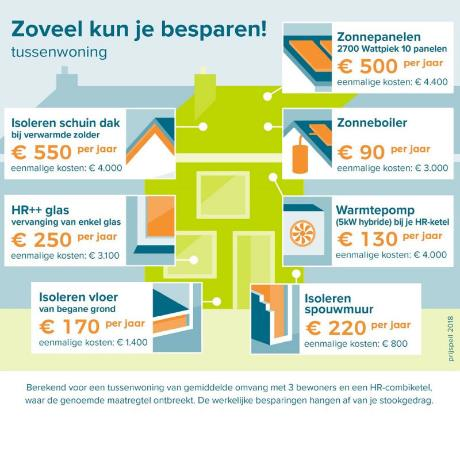 Zoveel kun je besparen!
tussenwoning
Zonnepanelen
2700 Wattpiek 10 panelen
€ 500 per jaar
eenmalige kosten: € 4.400
Isoleren schuin dak
bij verwarmde zolder
€ 550 per jaar
eenmalige kosten: € 4.000
Zonneboiler
€ 90 per jaar
eenmalige kosten: € 3.000
HR++ glas
vervanging van enkel glas
€ 250 per jaar
eenmalige kosten: € 3.100
Warmtepomp
(5kW hybride) bij je HR-ketel
€ 130 per jaar
eenmalige kosten: € 4.000
Isoleren vloer
van begane grond
€ 170 per jaar
eenmalige kosten: € 1.400
Isoleren
spouwmuur
€ 220 per jaar
eenmalige kosten: € 800
prijspeil 2018
Berekend voor een tussenwoning van gemiddelde omvang met 3 bewoners en een HR-combiketel,
waar de genoemde maatregel ontbreekt. De werkelijke besparingen hangen af van je stookgedrag.